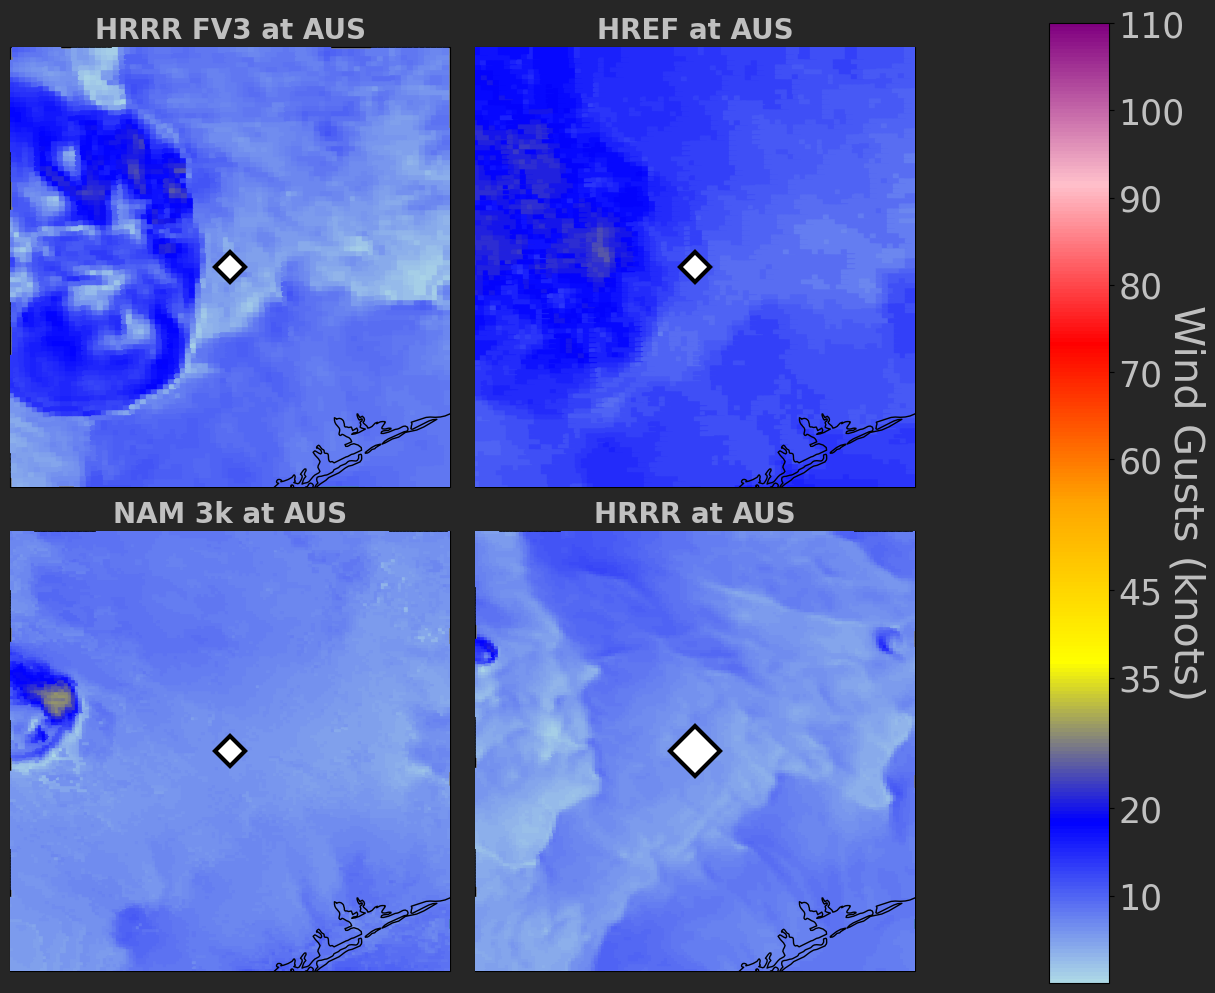 HRRR FV3 at AUS
HREF at AUS
NAM 3k at AUS
HRRR at AUS
110
100
90
80
70
60
45
35
20
10
Wind Gusts (knots)